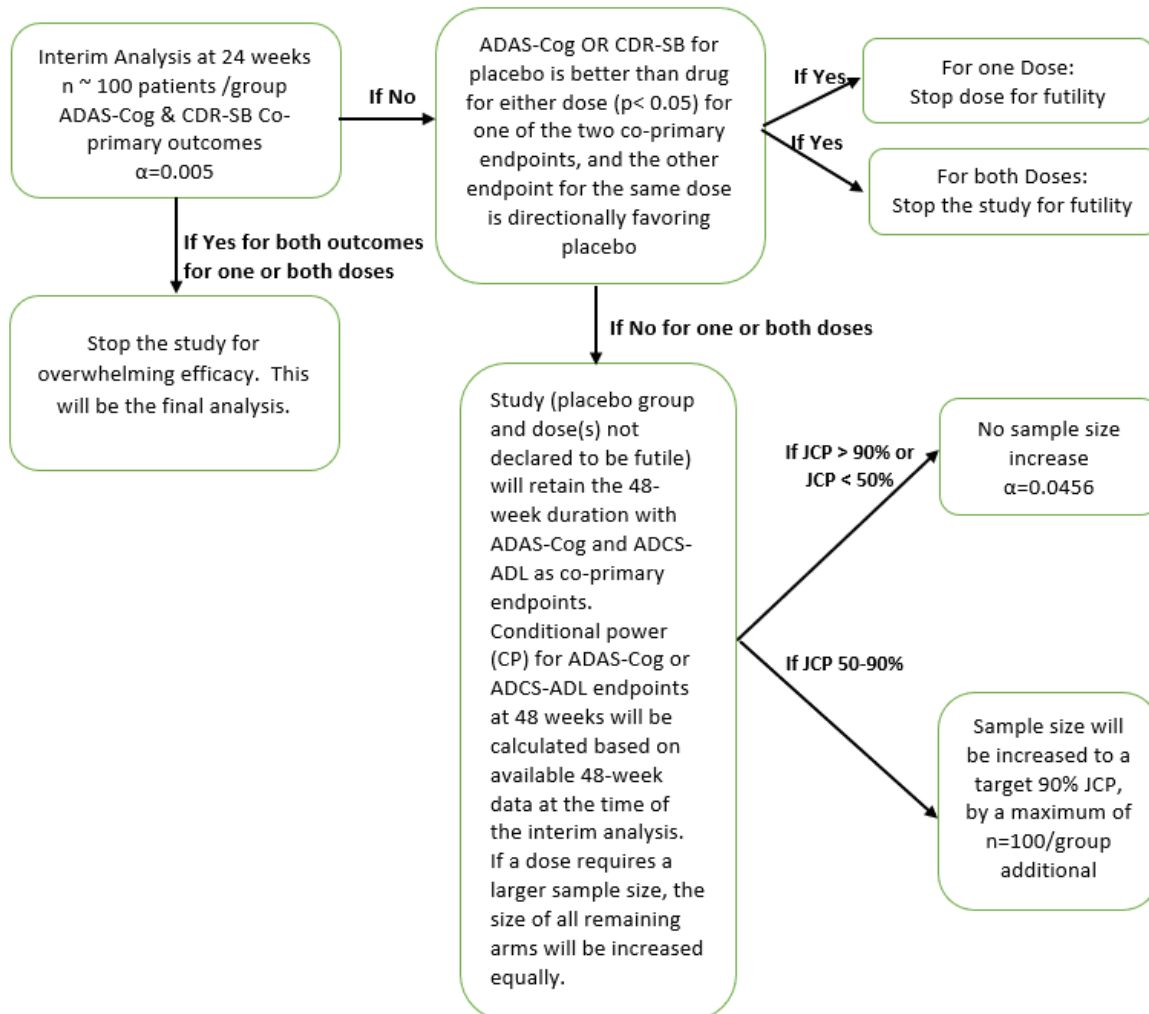 Interim Analysis at 24 weeks
n ~ 100 patients /group
ADAS-Cog & CDR-SB Co-
primary outcomes
α=0.005
If No
ADAS-Cog OR CDR-SB for
placebo is better than drug
for either dose (p< 0.05) for
one of the two co-primary
endpoints, and the other
endpoint for the same dose
is directionally favoring
placebo
If Yes
For one Dose:
Stop dose for futility
If Yes
For both Doses:
Stop the study for futility
If Yes for both outcomes
for one or both doses
Stop the study for
overwhelming efficacy.  This
will be the final analysis.
If No for one or both doses
Study (placebo group
and dose(s) not
declared to be futile)
will retain the 48-
week duration with
ADAS-Cog and ADCS-
ADL as co-primary
endpoints.
Conditional power
(CP) for ADAS-Cog or
ADCS-ADL endpoints
at 48 weeks will be
calculated based on
available 48-week
data at the time of
the interim analysis.
If a dose requires a
larger sample size, the
size of all remaining
arms will be increased
equally.
If JCP > 90% or
JCP < 50%
No sample size
increase
α=0.0456
If JCP 50-90%
Sample size will
be increased to a
target 90% JCP,
by a maximum of
n=100/group
additional